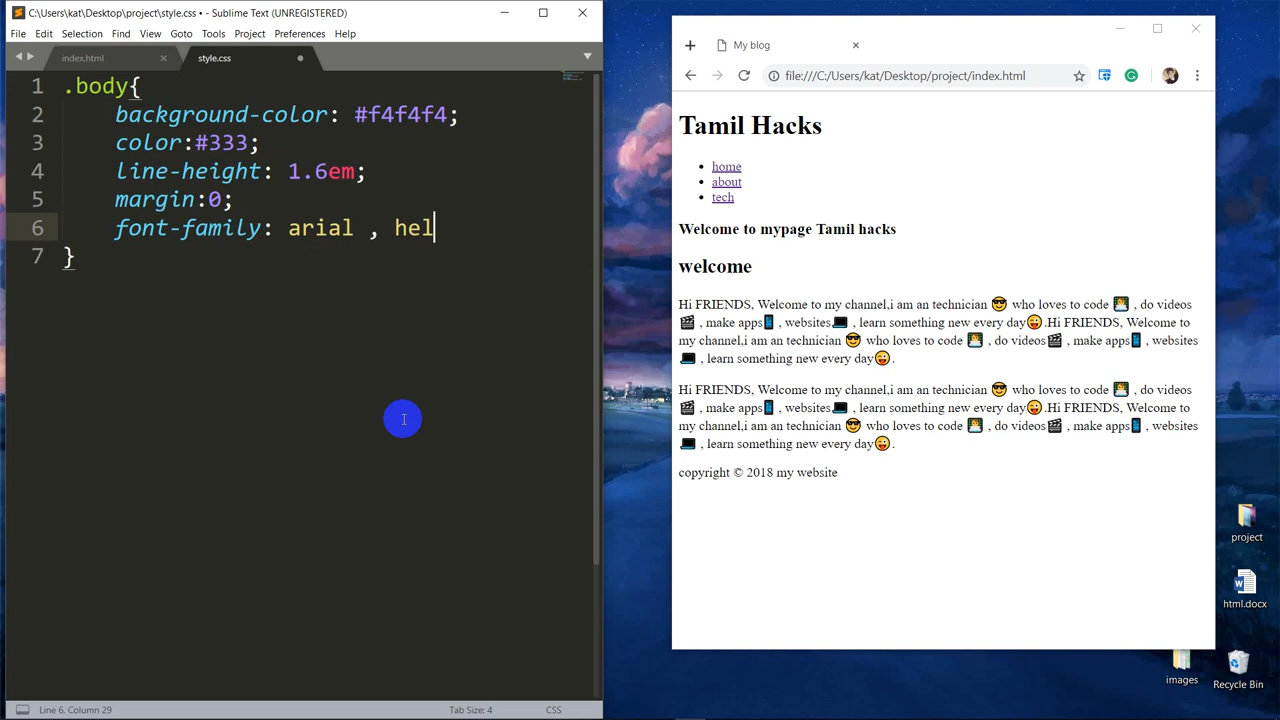 C:\Users\kat\Desktop\project\style.css • - Sublime Text (UNREGISTERED)
File Edit Selection Find View Goto Tools Project Preferences Help
index.html
style.css
1 .body{
2 background-color: #f4f4f4;
3 color:#333;
4 line-height: 1.6em;
5 margin:0;
6 font-family: arial , hel
7 }
Line 6, Column 29
Tab Size: 4
CSS
My blog
file:///C:/Users/kat/Desktop/project/index.html
Tamil Hacks
• home
• about
• tech
Welcome to mypage Tamil hacks
welcome
Hi FRIENDS, Welcome to my channel,i am an technician 😎 who loves to code 👨‍💻 , do videos
🎬 , make apps📱 , websites💻 , learn something new every day😜.Hi FRIENDS, Welcome to
my channel,i am an technician 😎 who loves to code 👨‍💻 , do videos🎬 , make apps📱 , websites
💻 , learn something new every day😜.
Hi FRIENDS, Welcome to my channel,i am an technician 😎 who loves to code 👨‍💻 , do videos
🎬 , make apps📱 , websites💻 , learn something new every day😜.Hi FRIENDS, Welcome to
my channel,i am an technician 😎 who loves to code 👨‍💻 , do videos🎬 , make apps📱 , websites
💻 , learn something new every day😜.
copyright © 2018 my website
project
html.docx
images
Recycle Bin